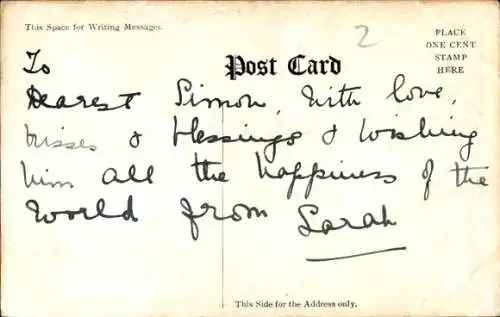 This Space for Writing Messages.
2
PLACE
ONE CENT
STAMP
HERE
Post Card
To
Dearest Simon, With love,
kisses & blessings & wishing
him all the happiness of the
World from Sarah
This Side for the Address only.